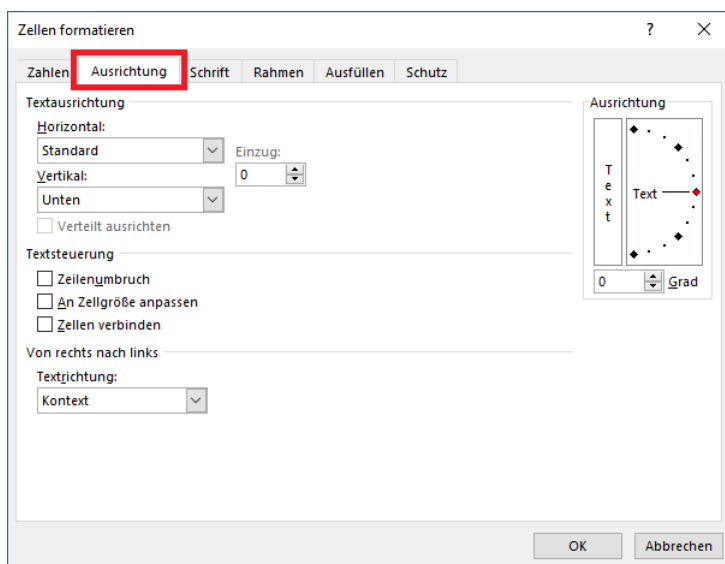 Zellen formatieren
Zahlen Ausrichtung Schrift Rahmen Ausfüllen Schutz
Textausrichtung
Horizontal:
Standard
Einzug:
0
Vertikal:
Unten
Verteilt ausrichten
Textsteuerung
Zeilenumbruch
An Zellgröße anpassen
Zellen verbinden
Von rechts nach links
Textrichtung:
Kontext
Ausrichtung
Text
Text
0 Grad
OK Abbrechen